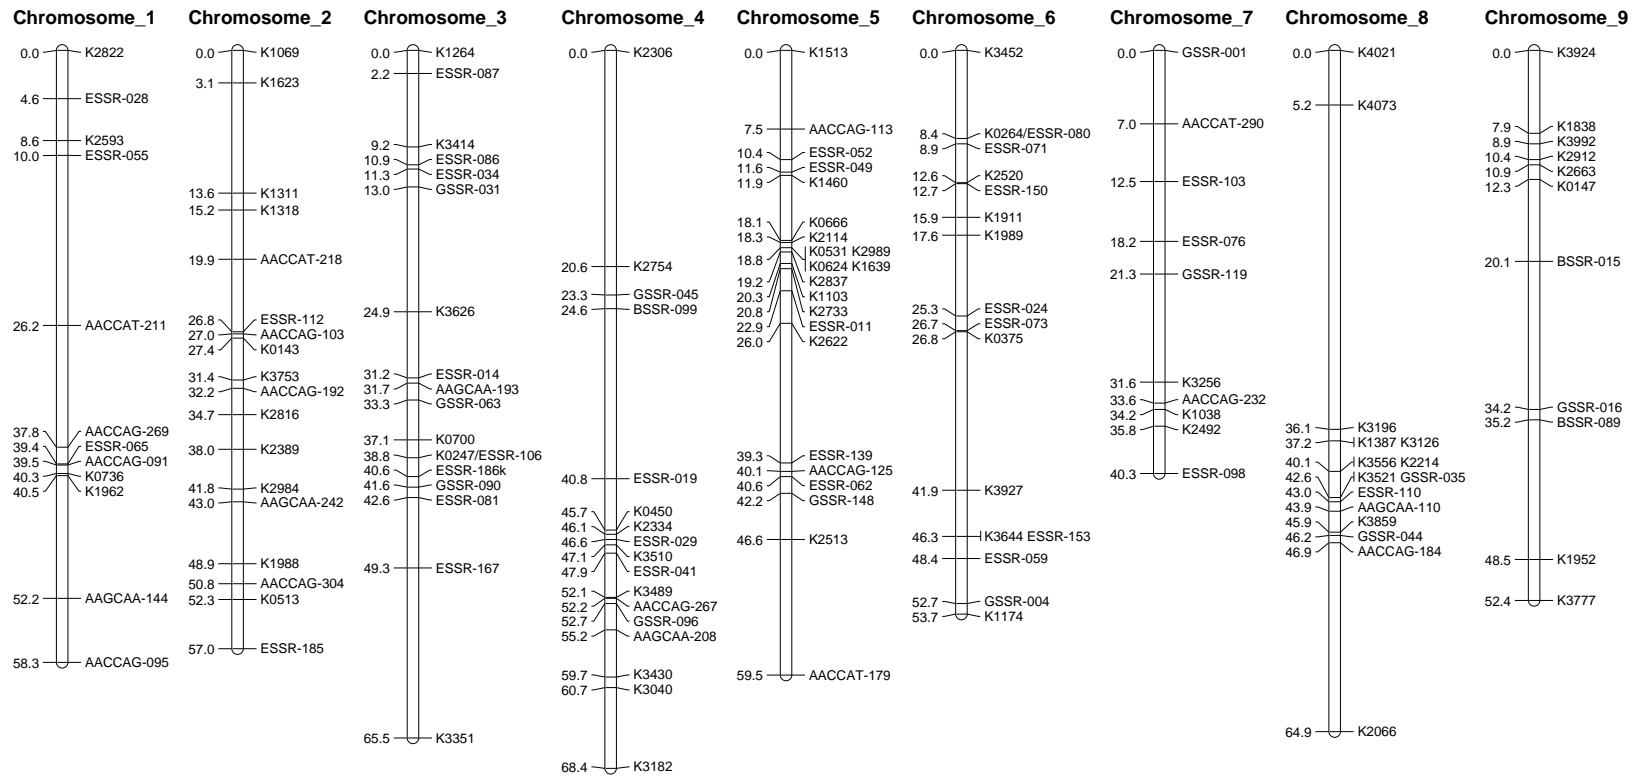 Chromosome_1
0.0 K2822
4.6 ESSR-028
8.6 K2593
10.0 ESSR-055
26.2 AACCAT-211
37.8 AACCAG-269
39.4 ESSR-065
39.5 AACCAG-091
40.3 K0736
40.5 K1962
52.2 AAGCAA-144
58.3 AACCAG-095
Chromosome_2
0.0 K1069
3.1 K1623
13.6 K1311
15.2 K1318
19.9 AACCAT-218
26.8 ESSR-112
27.0 AACCAG-103
27.4 K0143
31.4 K3753
32.2 AACCAG-192
34.7 K2816
38.0 K2389
41.8 K2984
43.0 AAGCAA-242
48.9 K1988
50.8 AACCAG-304
52.3 K0513
57.0 ESSR-185
Chromosome_3
0.0 K1264
2.2 ESSR-087
9.2 K3414
10.9 ESSR-086
11.3 ESSR-034
13.0 GSSR-031
24.9 K3626
31.2 ESSR-014
31.7 AAGCAA-193
33.3 GSSR-063
37.1 K0700
38.8 K0247/ESSR-106
40.6 ESSR-186k
41.6 GSSR-090
42.6 ESSR-081
49.3 ESSR-167
65.5 K3351
Chromosome_4
0.0 K2306
20.6 K2754
23.3 GSSR-045
24.6 BSSR-099
40.8 ESSR-019
45.7 K0450
46.1 K2334
46.6 ESSR-029
47.1 K3510
47.9 ESSR-041
52.1 K3489
52.2 AACCAG-267
52.7 GSSR-096
55.2 AAGCAA-208
59.7 K3430
60.7 K3040
68.4 K3182
Chromosome_5
0.0 K1513
7.5 AACCAG-113
10.4 ESSR-052
11.6 ESSR-049
11.9 K1460
18.1 K0666
18.3 K2114
18.8 K0531 K2989
K0624 K1639
19.2 K2837
20.3 K1103
20.8 K2733
22.9 ESSR-011
26.0 K2622
39.3 ESSR-139
40.1 AACCAG-125
40.6 ESSR-062
42.2 GSSR-148
46.6 K2513
59.5 AACCAT-179
Chromosome_6
0.0 K3452
8.4 K0264/ESSR-080
8.9 ESSR-071
12.6 K2520
12.7 ESSR-150
15.9 K1911
17.6 K1989
25.3 ESSR-024
26.7 ESSR-073
26.8 K0375
41.9 K3927
46.3 K3644 ESSR-153
48.4 ESSR-059
52.7 GSSR-004
53.7 K1174
Chromosome_7
0.0 GSSR-001
7.0 AACCAT-290
12.5 ESSR-103
18.2 ESSR-076
21.3 GSSR-119
31.6 K3256
33.6 AACCAG-232
34.2 K1038
35.8 K2492
40.3 ESSR-098
Chromosome_8
0.0 K4021
5.2 K4073
36.1 K3196
37.2 K1387 K3126
40.1 K3556 K2214
42.6 K3521 GSSR-035
43.0 ESSR-110
43.9 AAGCAA-110
45.9 K3859
46.2 GSSR-044
46.9 AACCAG-184
64.9 K2066
Chromosome_9
0.0 K3924
7.9 K1838
8.9 K3992
10.4 K2912
10.9 K2663
12.3 K0147
20.1 BSSR-015
34.2 GSSR-016
35.2 BSSR-089
48.5 K1952
52.4 K3777